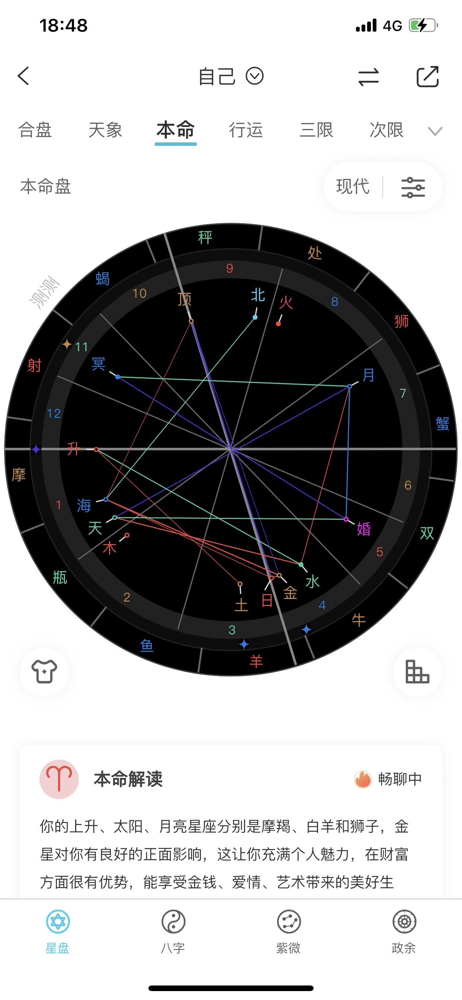 18:48
4G
自己
合盘 天象 本命 行运 三限 次限
本命盘
现代
测测
秤
处
9
蝎
10
顶
北
火
8
狮
11
射
冥
月
7
12
蟹
升
摩
6
1
海
天
婚
双
木
5
瓶
水
2
金
日
土
4
牛
3
鱼
羊
本命解读
畅聊中
你的上升、太阳、月亮星座分别是摩羯、白羊和狮子，金
星对你有良好的正面影响，这让你充满个人魅力，在财富
方面很有优势，能享受金钱、爱情、艺术带来的美好生
星盘 八字 紫微 政余